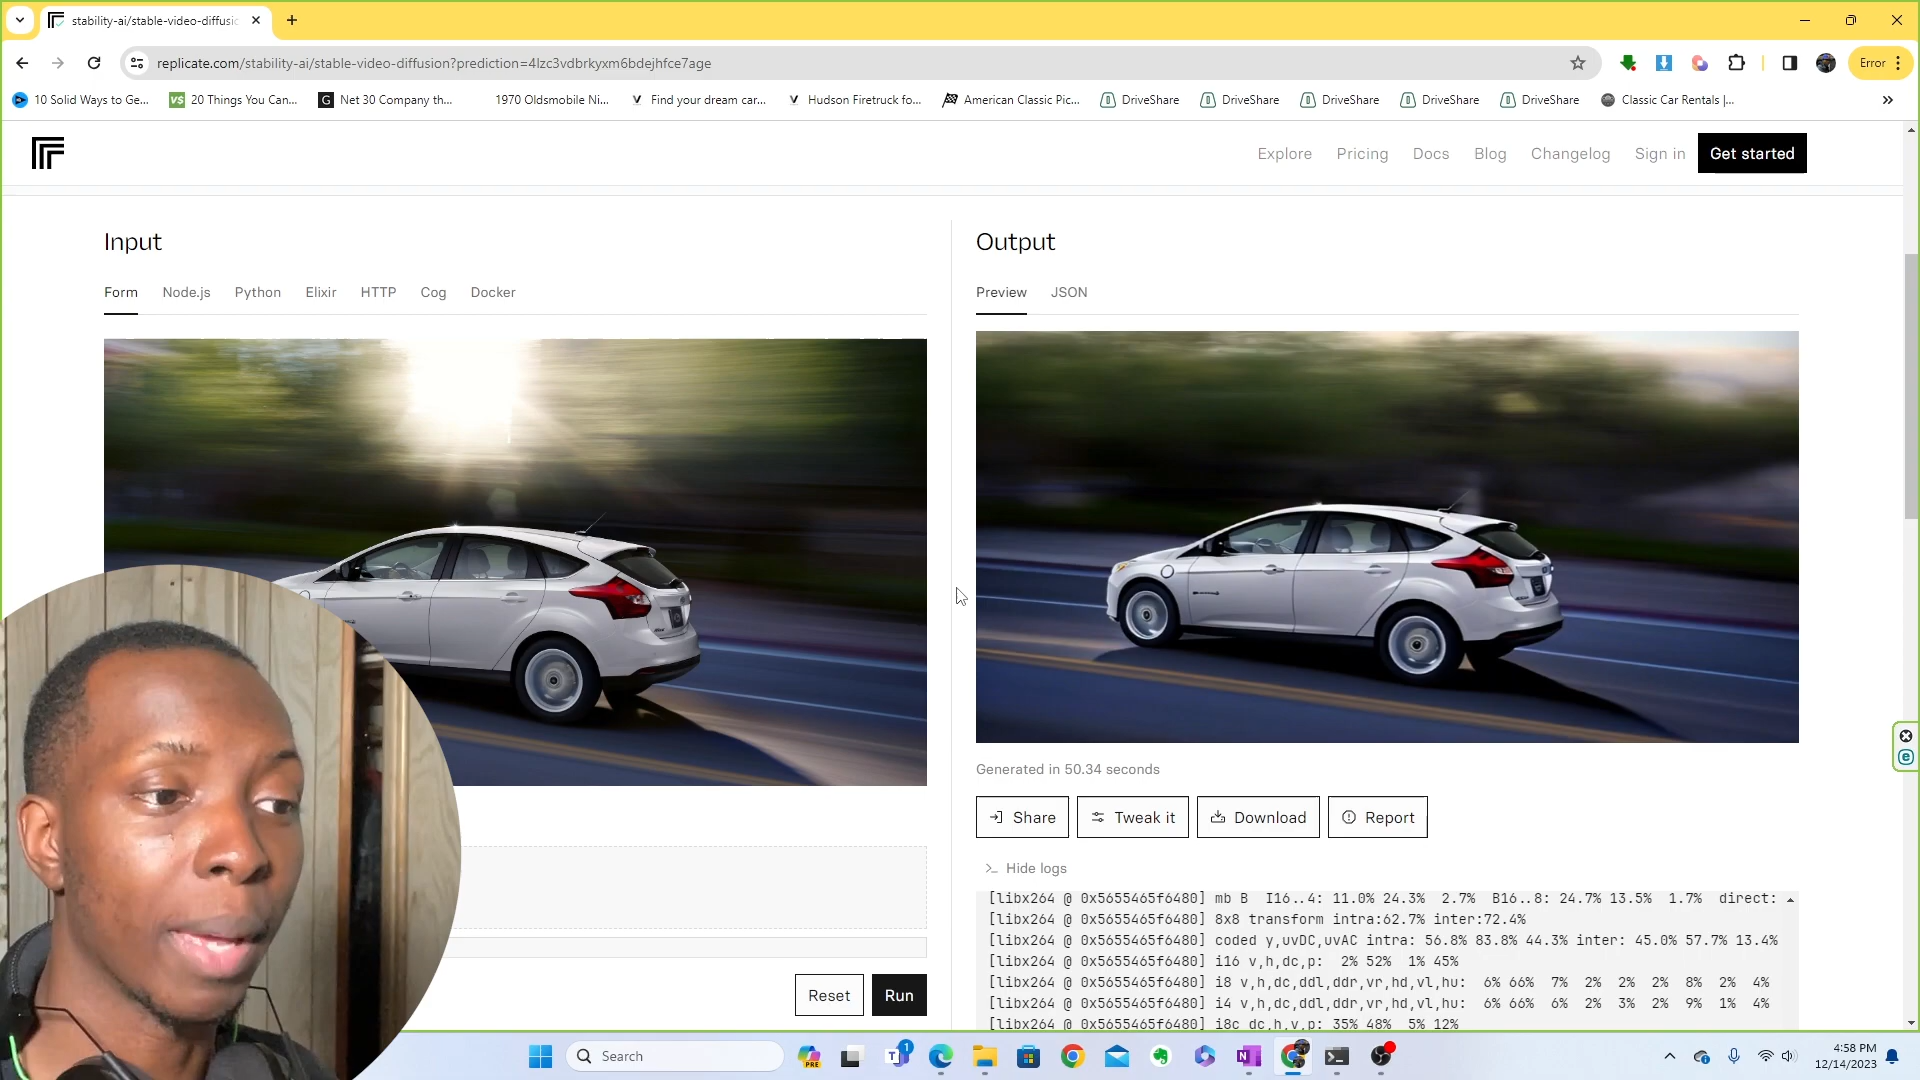 stability-ai/stable-video-diffusic
replicate.com/stability-ai/stable-video-diffusion?prediction=4lzc3vdbrkyxm6bdejhfce7age
Error
10 Solid Ways to Ge...
20 Things You Can...
Net 30 Company th...
1970 Oldsmobile Ni...
Find your dream car...
Hudson Firetruck fo...
American Classic Pic...
DriveShare
DriveShare
DriveShare
DriveShare
DriveShare
Classic Car Rentals |...
Explore
Pricing
Docs
Blog
Changelog
Sign in
Get started
Input
Form
Node.js
Python
Elixir
HTTP
Cog
Docker
Reset
Run
Output
Preview
JSON
Generated in 50.34 seconds
Share
Tweak it
Download
Report
>_ Hide logs
[libx264 @ 0x5655465f6480] mb B  I16..4: 11.0% 24.3%  2.7%  B16..8: 24.7% 13.5%  1.7%  direct:
[libx264 @ 0x5655465f6480] 8x8 transform intra:62.7% inter:72.4%
[libx264 @ 0x5655465f6480] coded y,uvDC,uvAC intra: 56.8% 83.8% 44.3% inter: 45.0% 57.7% 13.4%
[libx264 @ 0x5655465f6480] i16 v,h,dc,p:  2% 52%  1% 45%
[libx264 @ 0x5655465f6480] i8 v,h,dc,ddl,ddr,vr,hd,vl,hu:  6% 66%  7%  2%  2%  2%  8%  2%  4%
[libx264 @ 0x5655465f6480] i4 v,h,dc,ddl,ddr,vr,hd,vl,hu:  6% 66%  6%  2%  3%  2%  9%  1%  4%
[libx264 @ 0x5655465f6480] i8c dc,h,v,p: 35% 48%  5% 12%
Search
PRE
1
4:58 PM
12/14/2023